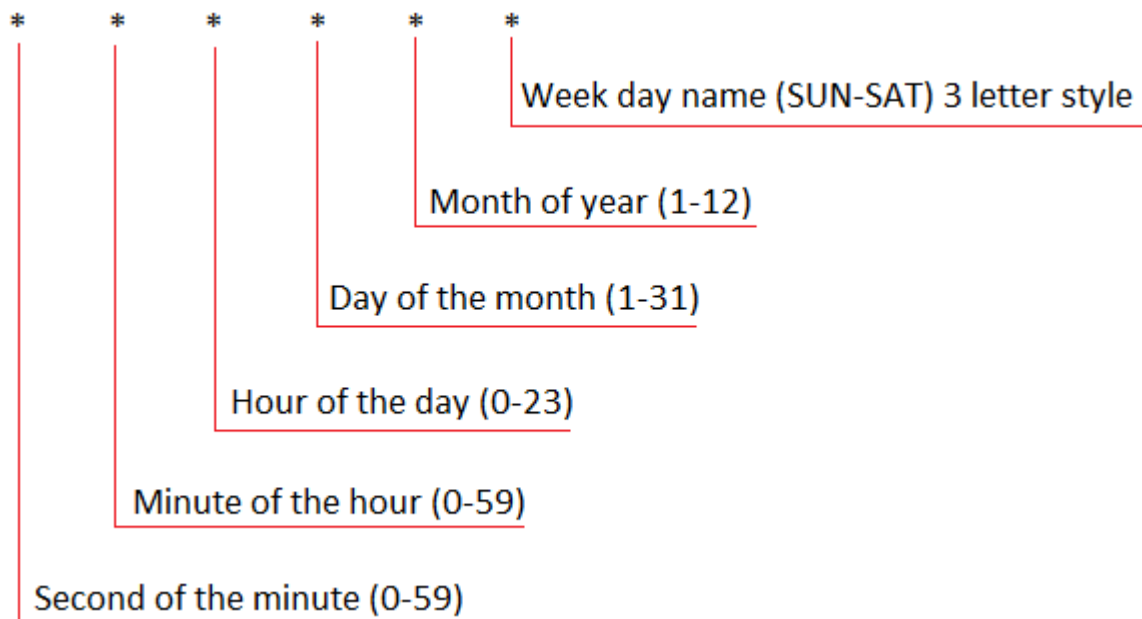 * * * * * *
Week day name (SUN-SAT) 3 letter style
Month of year (1-12)
Day of the month (1-31)
Hour of the day (0-23)
Minute of the hour (0-59)
Second of the minute (0-59)